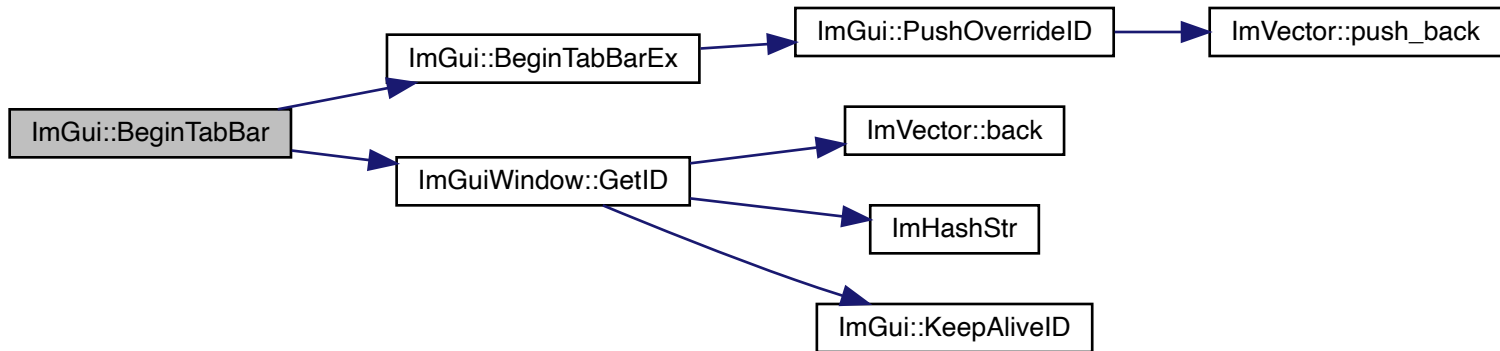 ImGui::BeginTabBar
ImGui::BeginTabBarEx
ImGui::PushOverrideID
ImVector::push_back
ImGuiWindow::GetID
ImVector::back
ImHashStr
ImGui::KeepAliveID